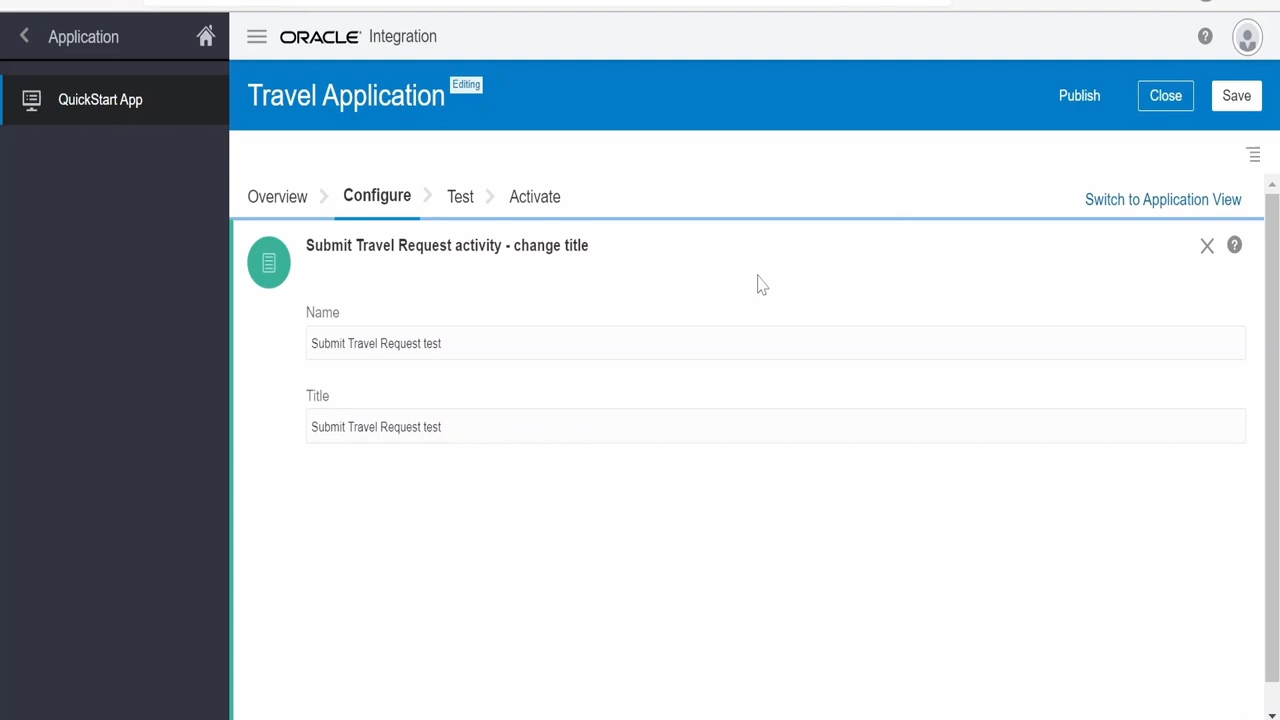 Application
ORACLE Integration
QuickStart App
Travel Application Editing
Publish
Close
Save
Overview
Configure
Test
Activate
Switch to Application View
Submit Travel Request activity - change title
Name
Submit Travel Request test
Title
Submit Travel Request test